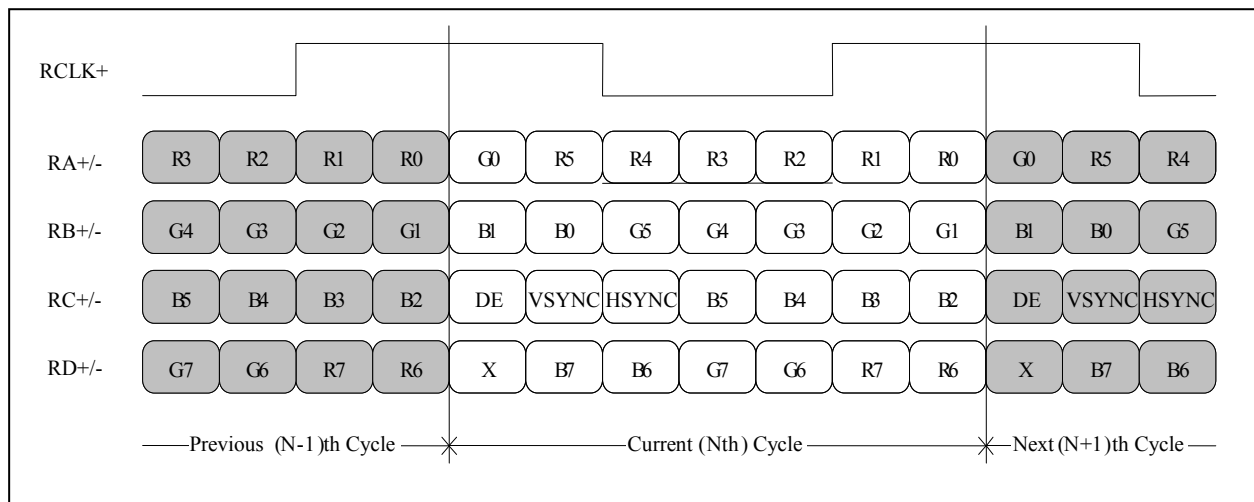 RCLK+
RA+/- R3 R2 R1 R0 G0 R5 R4 R3 R2 R1 R0 G0 R5 R4
RB+/- G4 G3 G2 G1 B1 B0 G5 G4 G3 G2 G1 B1 B0 G5
RC+/- B5 B4 B3 B2 DE VSYNC HSYNC B5 B4 B3 B2 DE VSYNC HSYNC
RD+/- G7 G6 R7 R6 X B7 B6 G7 G6 R7 R6 X B7 B6
Previous (N-1)th Cycle Current (Nth) Cycle Next (N+1)th Cycle